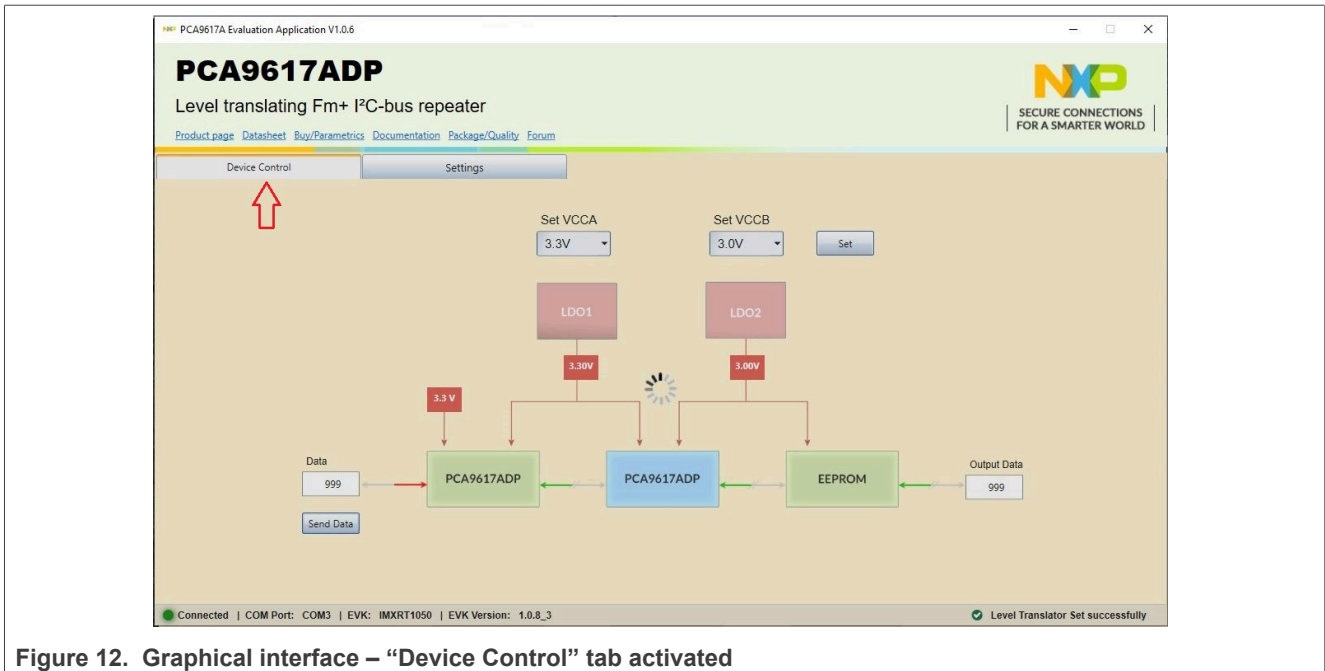 PCA9617A Evaluation Application V1.0.6
PCA9617ADP
Level translating Fm+ I²C-bus repeater
Product page Datasheet Buy/Parametrics Documentation Package/Quality Forum
NXP
SECURE CONNECTIONS
FOR A SMARTER WORLD
Device Control Settings
Set VCCA Set VCCB
3.3V 3.0V Set
LDO1 LDO2
3.30V 3.00V
3.3 V
Data Output Data
999 PCA9617ADP PCA9617ADP EEPROM 999
Send Data
Connected | COM Port: COM3 | EVK: IMXRT1050 | EVK Version: 1.0.8_3 Level Translator Set successfully
Figure 12. Graphical interface – “Device Control” tab activated